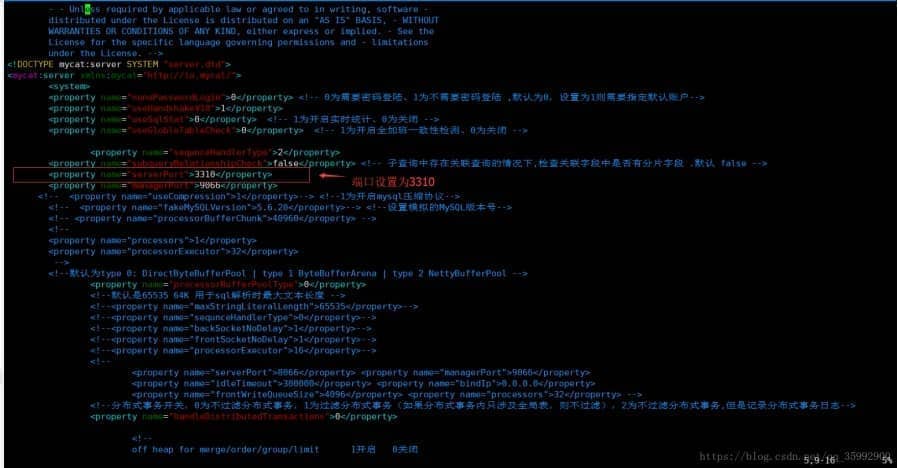 - - Unless required by applicable law or agreed to in writing, software -
distributed under the License is distributed on an "AS IS" BASIS, - WITHOUT
WARRANTIES OR CONDITIONS OF ANY KIND, either express or implied. - See the
License for the specific language governing permissions and - limitations
under the License. -->
<!DOCTYPE mycat:server SYSTEM "server.dtd">
<mycat:server xmlns:mycat="http://io.mycat/">
<system>
<property name="nonePasswordLogin">0</property> <!-- 0为需要密码登陆、1为不需要密码登陆 ,默认为0，设置为1则需要指定默认账户-->
<property name="useHandshakeV10">1</property>
<property name="useSqlStat">0</property> <!-- 1为开启实时统计、0为关闭 -->
<property name="useGlobleTableCheck">0</property> <!-- 1为开启全加班一致性检测、0为关闭 -->
<property name="sequnceHandlerType">2</property>
<property name="subqueryRelationshipCheck">false</property> <!-- 子查询中存在关联查询的情况下,检查关联字段中是否有分片字段 .默认 false -->
<property name="serverPort">3310</property>
端口设置为3310
<property name="managerPort">9066</property>
<!-- <property name="useCompression">1</property>--> <!--1为开启mysql压缩协议-->
<!-- <property name="fakeMySQLVersion">5.6.20</property>--> <!--设置模拟的MySQL版本号-->
<!-- <property name="processorBufferChunk">40960</property> -->
<!--
<property name="processors">1</property>
<property name="processorExecutor">32</property>
-->
<!--默认为type 0: DirectByteBufferPool | type 1 ByteBufferArena | type 2 NettyBufferPool -->
<property name="processorBufferPoolType">0</property>
<!--默认是65535 64K 用于sql解析时最大文本长度 -->
<!--<property name="maxStringLiteralLength">65535</property>-->
<!--<property name="sequnceHandlerType">0</property>-->
<!--<property name="backSocketNoDelay">1</property>-->
<!--<property name="frontSocketNoDelay">1</property>-->
<!--<property name="processorExecutor">16</property>-->
<!--
<property name="serverPort">8066</property> <property name="managerPort">9066</property>
<property name="idleTimeout">300000</property> <property name="bindIp">0.0.0.0</property>
<property name="frontWriteQueueSize">4096</property> <property name="processors">32</property> -->
<!--分布式事务开关，0为不过滤分布式事务，1为过滤分布式事务（如果分布式事务内只涉及全局表，则不过滤），2为不过滤分布式事务,但是记录分布式事务日志-->
<property name="handleDistributedTransactions">0</property>
<!--
off heap for merge/order/group/limit 1开启 0关闭
https://blog.csdn.net/qq_35992900
5,9-16 5%